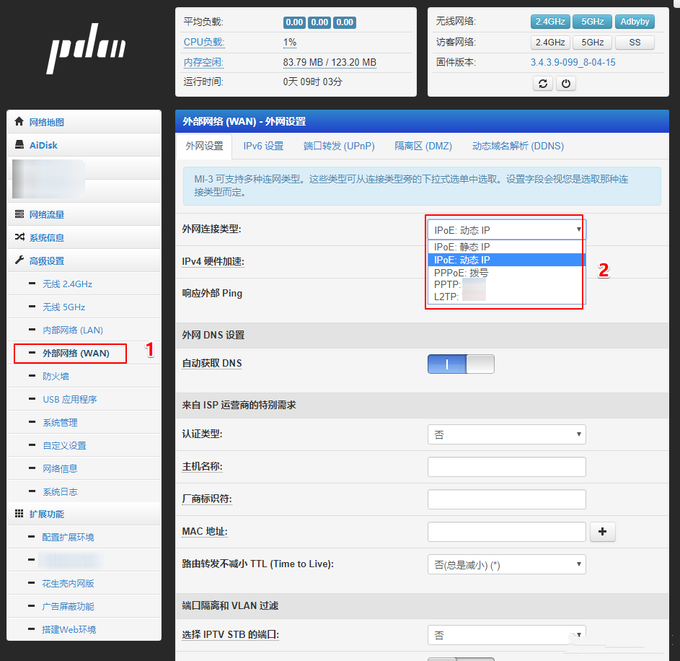 pdcn
平均负载: 0.00 0.00 0.00
CPU负载: 1%
内存空闲: 83.79 MB / 123.20 MB
运行时间: 0天 09时 03分
无线网络: 2.4GHz 5GHz Adbyby
访客网络: 2.4GHz 5GHz SS
固件版本: 3.4.3.9-099_8-04-15
网络地图
AiDisk
网络流量
系统信息
高级设置
无线 2.4GHz
无线 5GHz
内部网络 (LAN)
外部网络 (WAN) 1
防火墙
USB 应用程序
系统管理
自定义设置
网络信息
系统日志
扩展功能
配置扩展环境
花生壳内网版
广告屏蔽功能
搭建Web环境
外部网络 (WAN) - 外网设置
外网设置 IPv6 设置 端口转发 (UPnP) 隔离区 (DMZ) 动态域名解析 (DDNS)
MI-3 可支持多种连网类型。这些类型可从连接类型旁的下拉式选单中选取。设置字段会视您是选取那种连
接类型而定。
外网连接类型: IPoE: 动态 IP
IPoE: 静态 IP
IPoE: 动态 IP
PPPoE: 拨号
PPTP:
L2TP:
2
IPv4 硬件加速:
响应外部 Ping
外网 DNS 设置
自动获取 DNS
来自 ISP 运营商的特别需求
认证类型: 否
主机名称:
厂商标识符:
MAC 地址: +
路由转发不减小 TTL (Time to Live): 否(总是减小) (*)
端口隔离和 VLAN 过滤
选择 IPTV STB 的端口: 否